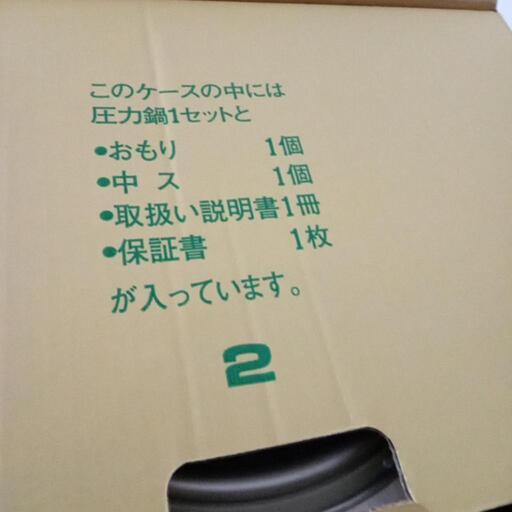 このケースの中には
圧力鍋1セットと
●おもり 1個
●中ス 1個
●取扱い説明書1冊
●保証書 1枚
が入っています。
2